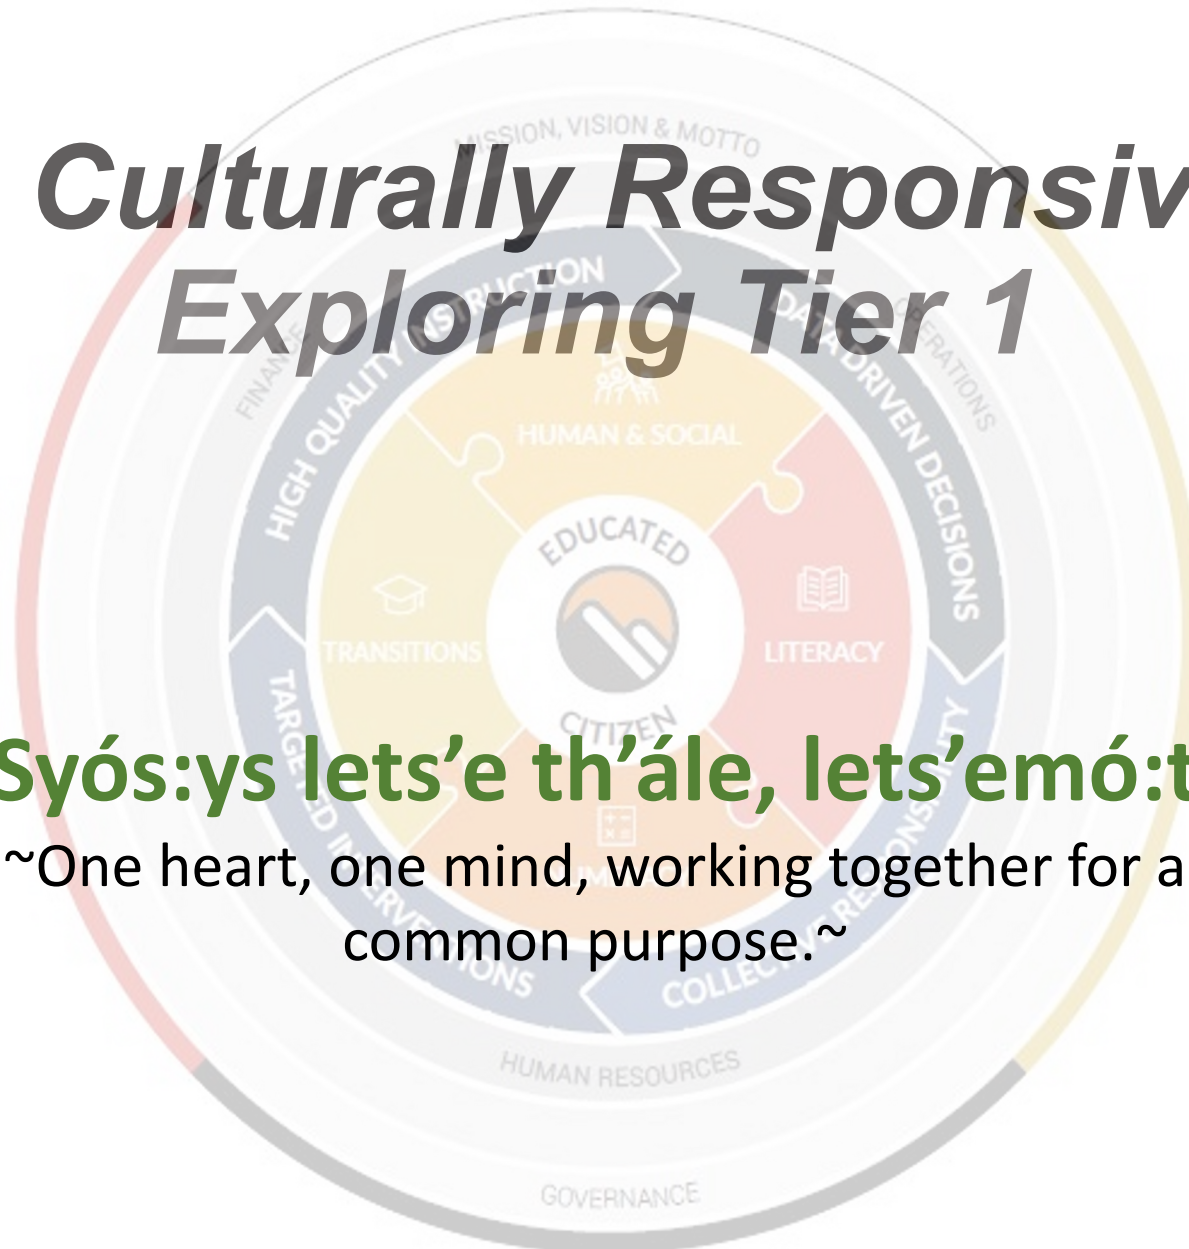 MISSION, VISION & MOTTO
Culturally Responsiv
Exploring Tier 1
HIGH QUALITY INSTRUCTION
DATA DRIVEN DECISIONS
FINANCE
OPERATIONS
HUMAN & SOCIAL
EDUCATED
TRANSITIONS
LITERACY
CITIZEN
TARGETED INTERVENTIONS
COLLECTIVE RESPONSIBILITY
Syós:ys lets’e th’ále, lets’emó:t
~One heart, one mind, working together for a
common purpose.~
HUMAN RESOURCES
GOVERNANCE